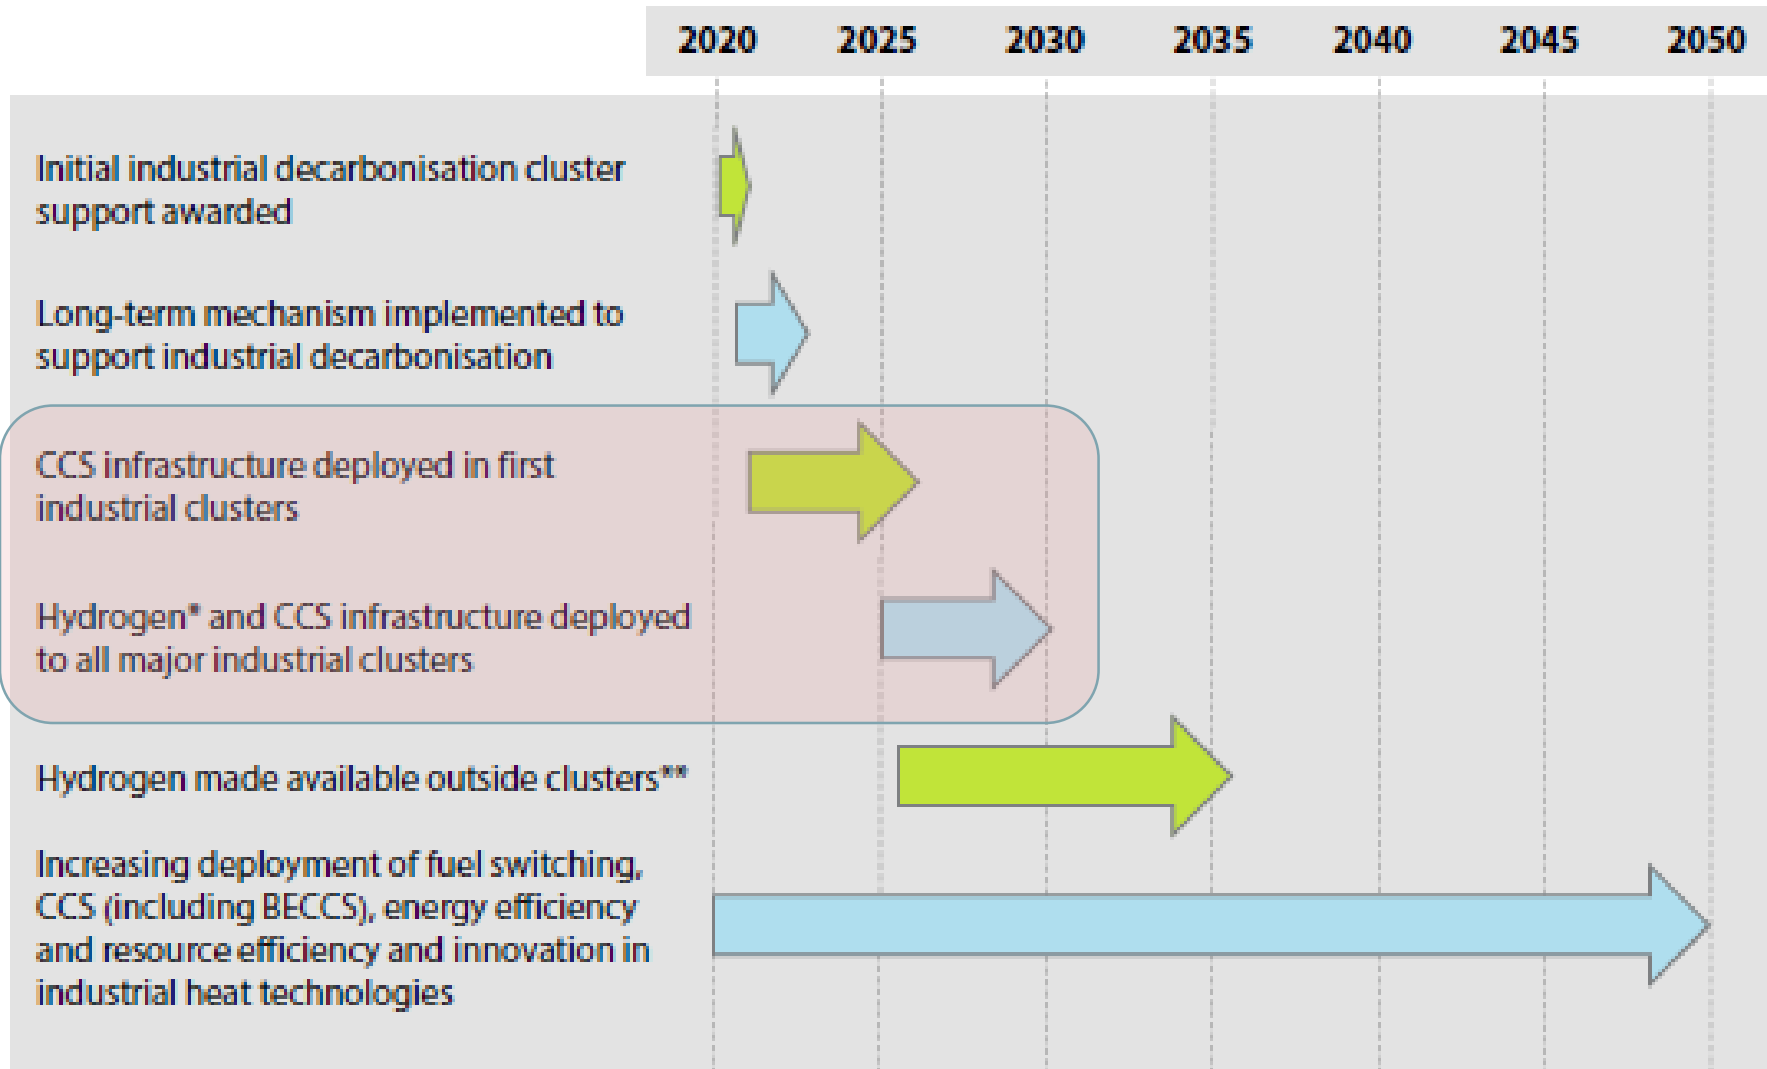 2020 2025 2030 2035 2040 2045 2050
Initial industrial decarbonisation cluster
support awarded
Long-term mechanism implemented to
support industrial decarbonisation
CCS infrastructure deployed in first
industrial clusters
Hydrogen* and CCS infrastructure deployed
to all major industrial clusters
Hydrogen made available outside clusters**
Increasing deployment of fuel switching,
CCS (including BECCS), energy efficiency
and resource efficiency and innovation in
industrial heat technologies